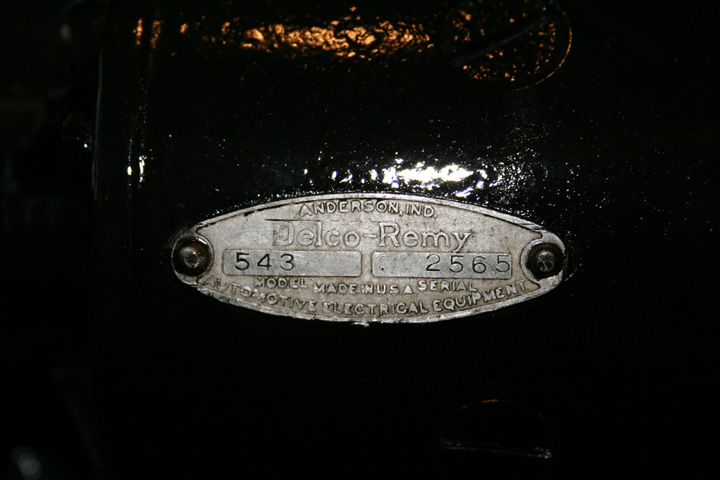 ANDERSON, IND.
Delco-Remy
543 2565
MODEL MADE IN U S A SERIAL
AUTOMOTIVE ELECTRICAL EQUIPMENT